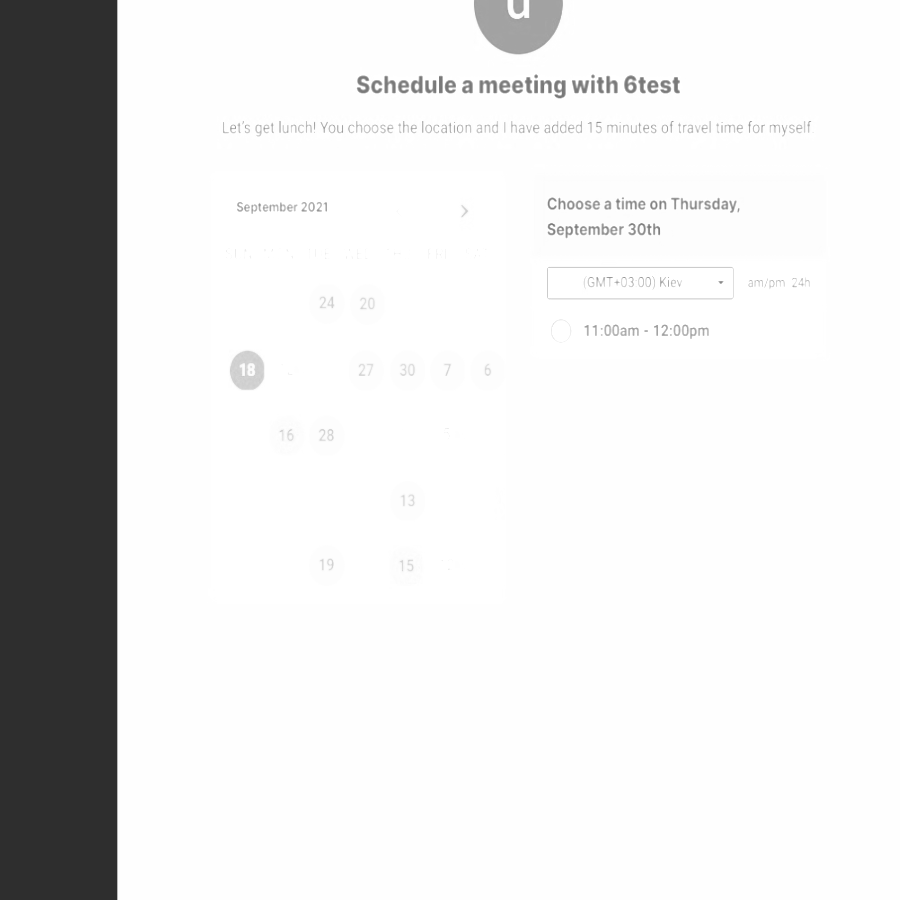 u
Schedule a meeting with 6test
Let's get lunch! You choose the location and I have added 15 minutes of travel time for myself
September 2021
Choose a time on Thursday,
September 30th
(GMT+03:00) Kiev
am/pm 24h
11:00am - 12:00pm
24 20
18 27 30 7 6
16 28
13
19 15